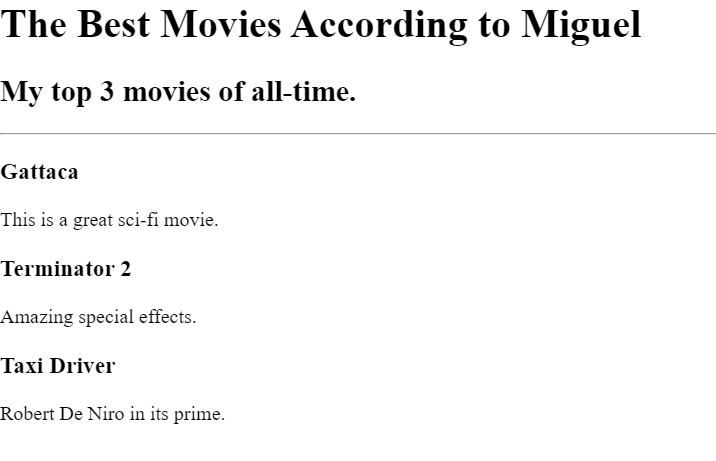 The Best Movies According to Miguel
My top 3 movies of all-time.
Gattaca
This is a great sci-fi movie.
Terminator 2
Amazing special effects.
Taxi Driver
Robert De Niro in its prime.